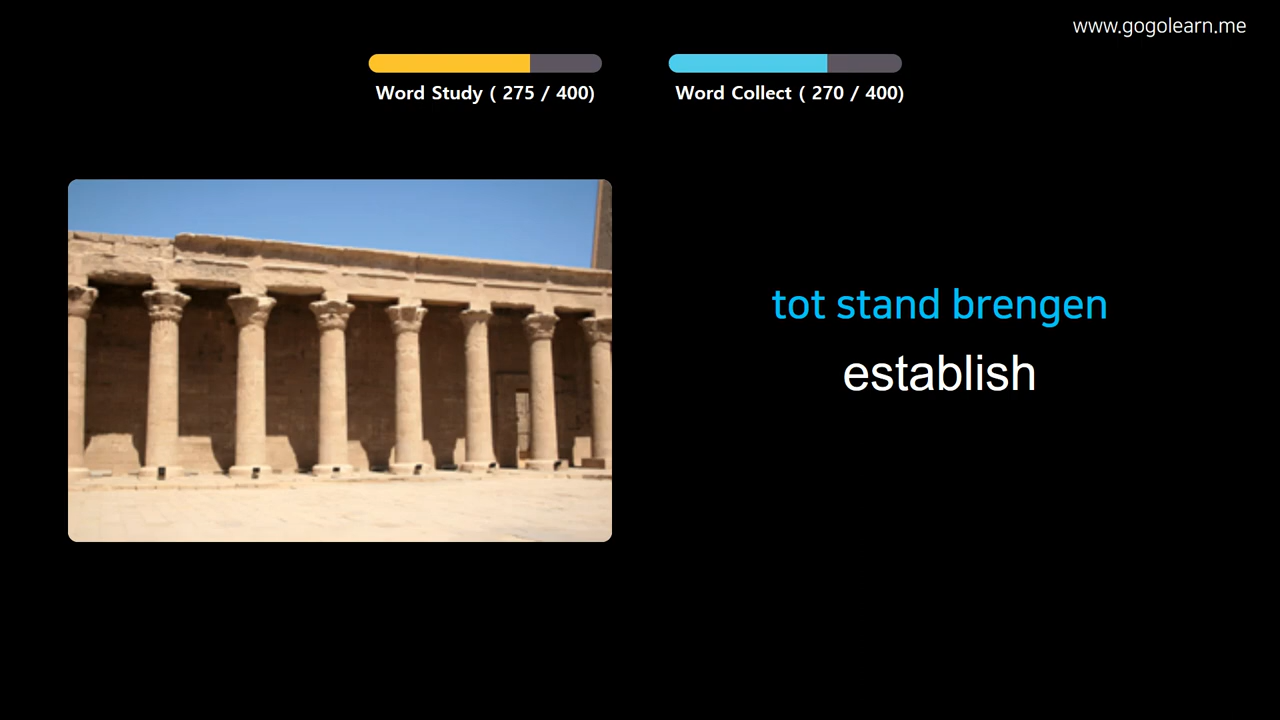 www.gogolearn.me
Word Study ( 275 / 400)
Word Collect ( 270 / 400)
tot stand brengen
establish